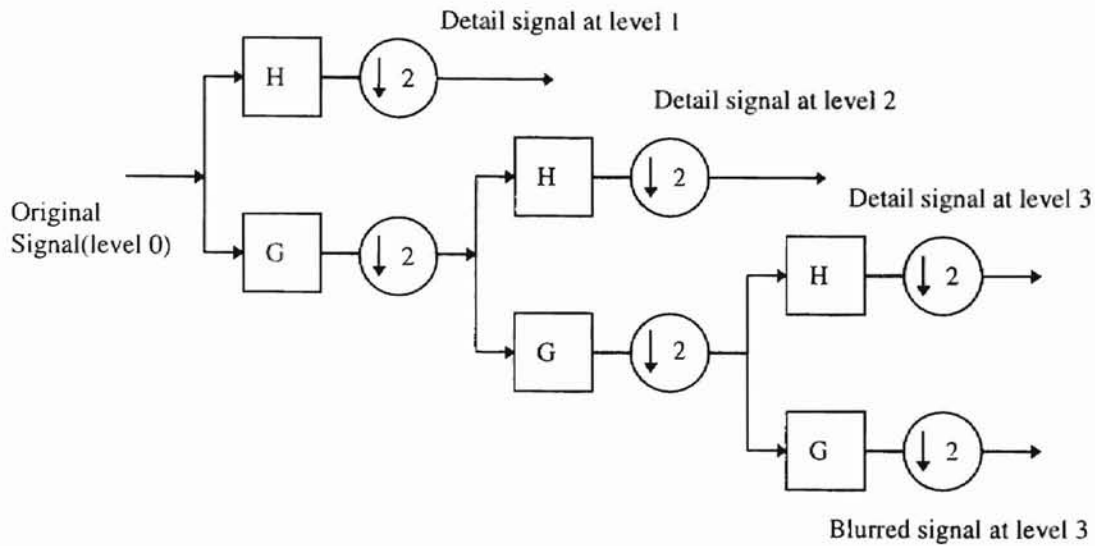 Detail signal at level 1
H
↓ 2
Detail signal at level 2
H
↓ 2
Original
Signal(level 0)
G
↓ 2
Detail signal at level 3
H
↓ 2
G
↓ 2
G
↓ 2
Blurred signal at level 3